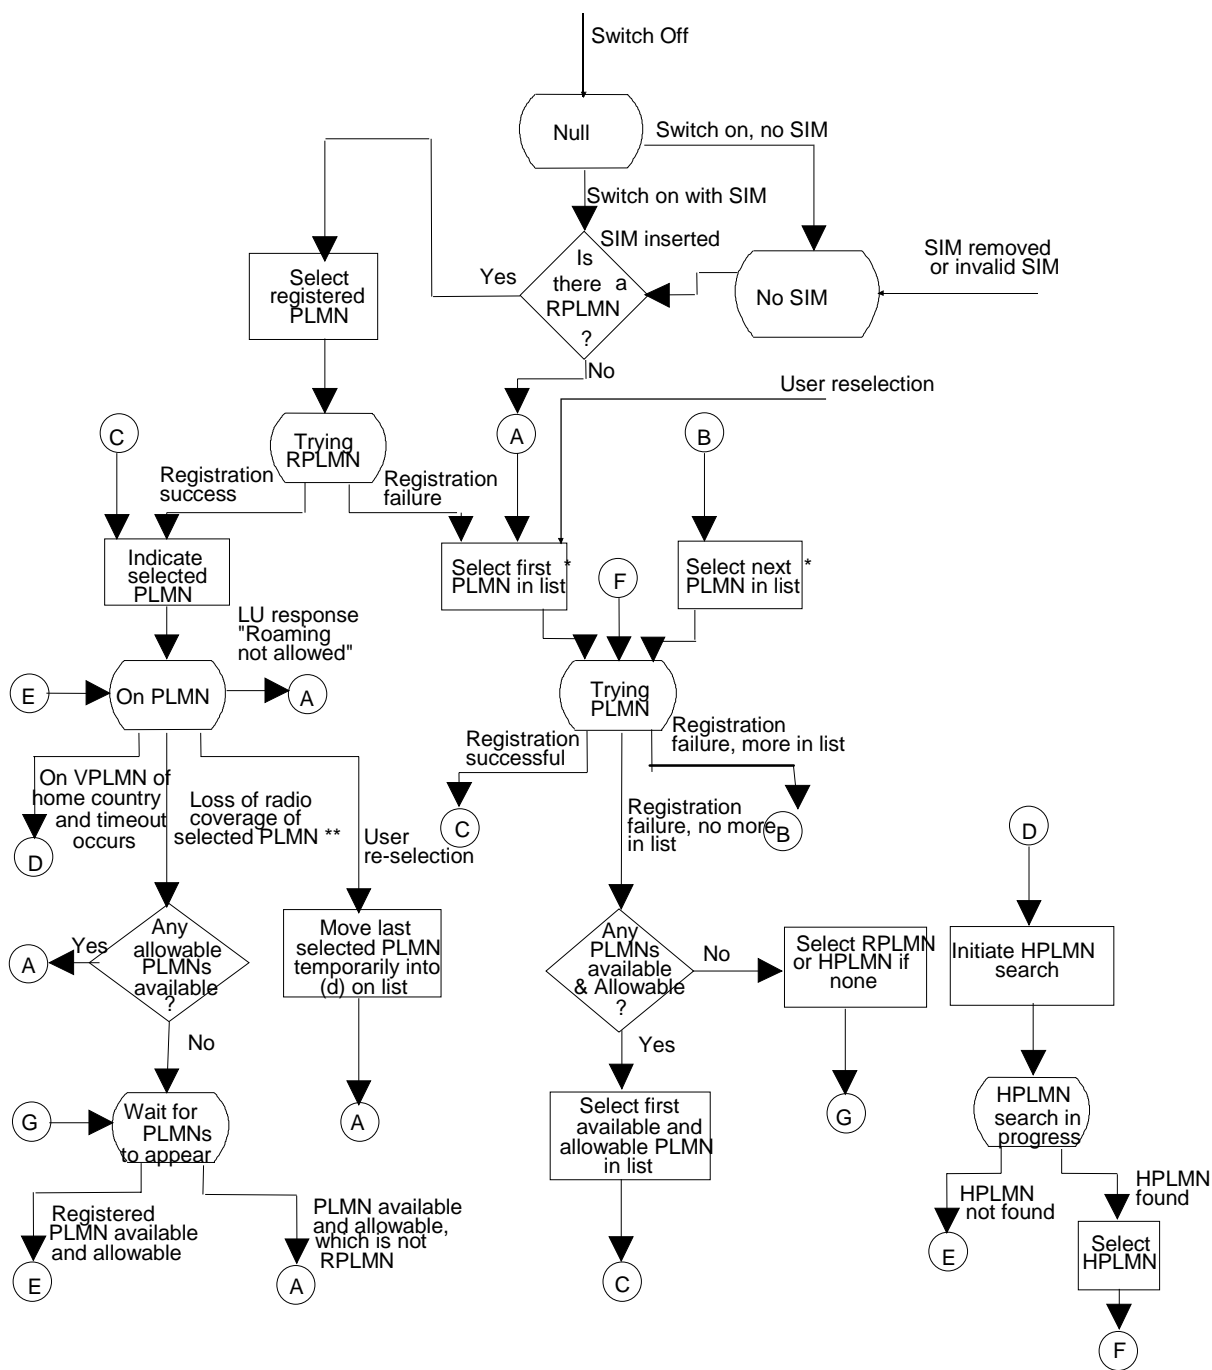 Switch Off
Null
Switch on, no SIM
Switch on with SIM
SIM inserted
SIM removed
or invalid SIM
Is
there a
RPLMN
?
Yes
No
No SIM
Select
registered
PLMN
User reselection
C
Trying
RPLMN
A
B
Registration
success
Registration
failure
Indicate
selected
PLMN
Select first *
PLMN in list
F
Select next *
PLMN in list
LU response
"Roaming
not allowed"
E
On PLMN
A
Trying
PLMN
Registration
successful
Registration
failure, more in list
On VPLMN of
home country
and timeout
occurs
Loss of radio
coverage of
selected PLMN **
User
re-selection
D
C
Registration
failure, no more
in list
B
D
Any
allowable
PLMNs
available
?
Yes
A
No
Move last
selected PLMN
temporarily into
(d) on list
Any
PLMNs
available
& Allowable
?
No
Yes
Select RPLMN
or HPLMN if
none
Initiate HPLMN
search
G
Wait for
PLMNs
to appear
A
Select first
available and
allowable PLMN
in list
G
HPLMN
search in
progress
Registered
PLMN available
and allowable
PLMN available
and allowable,
which is not
RPLMN
HPLMN
not found
HPLMN
found
E
A
C
E
Select
HPLMN
F